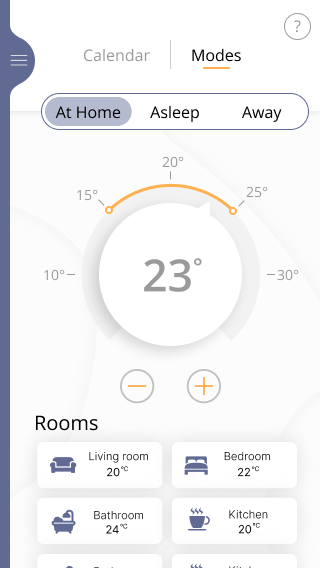 ?
Calendar Modes
At Home Asleep Away
20°
15° 25°
10° 30°
23°
Rooms
Living room Bedroom
20°C 22°C
Bathroom Kitchen
24°C 20°C